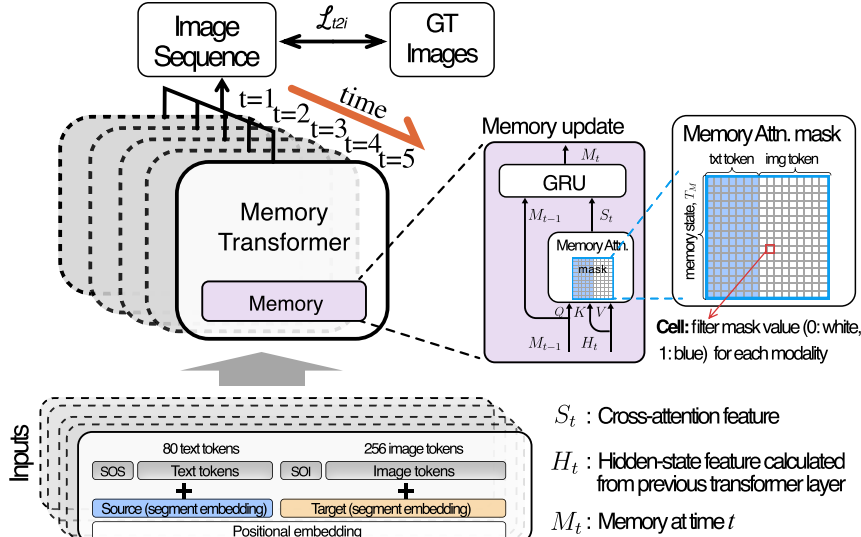 Image
Sequence
ℒt2i
GT
Images
t=1
t=2
t=3
t=4
t=5
time
Memory
Transformer
Memory
Memory update
Mt
GRU
Mt−1
St
Memory Attn.
mask
Q K V
Mt−1
Ht
Memory Attn. mask
txt token
img token
memory state, TM
Cell: filter mask value (0: white,
1: blue) for each modality
Inputs
80 text tokens
256 image tokens
SOS
Text tokens
SOI
Image tokens
+
+
Source (segment embedding)
Target (segment embedding)
Positional embedding
St : Cross-attention feature
Ht : Hidden-state feature calculated
from previous transformer layer
Mt : Memory at time t